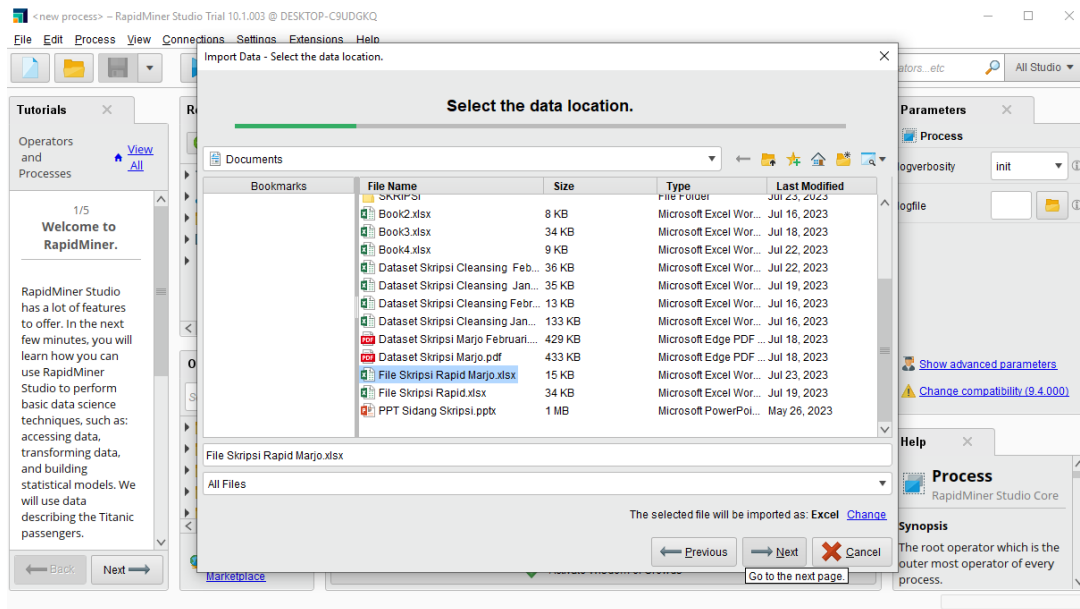 <new process> – RapidMiner Studio Trial 10.1.003 @ DESKTOP-C9UDGKQ
File Edit Process View Connections Settings Extensions Help
Import Data - Select the data location.
ators...etc
All Studio
Select the data location.
Tutorials
Operators
and
Processes
View
All
1/5
Welcome to
RapidMiner.
RapidMiner Studio
has a lot of features
to offer. In the next
few minutes, you will
learn how you can
use RapidMiner
Studio to perform
basic data science
techniques, such as:
accessing data,
transforming data,
and building
statistical models. We
will use data
describing the Titanic
passengers.
Back
Next
Documents
Bookmarks
File Name Size Type Last Modified
SKRIPSI File Folder Jul 23, 2023
Book2.xlsx 8 KB Microsoft Excel Wor... Jul 16, 2023
Book3.xlsx 34 KB Microsoft Excel Wor... Jul 18, 2023
Book4.xlsx 9 KB Microsoft Excel Wor... Jul 22, 2023
Dataset Skripsi Cleansing Feb... 36 KB Microsoft Excel Wor... Jul 22, 2023
Dataset Skripsi Cleansing Jan... 35 KB Microsoft Excel Wor... Jul 19, 2023
Dataset Skripsi Cleansing Febr... 13 KB Microsoft Excel Wor... Jul 16, 2023
Dataset Skripsi Cleansing Jan... 133 KB Microsoft Excel Wor... Jul 16, 2023
Dataset Skripsi Marjo Februari.... 429 KB Microsoft Edge PDF ... Jul 18, 2023
Dataset Skripsi Marjo.pdf 433 KB Microsoft Edge PDF ... Jul 18, 2023
File Skripsi Rapid Marjo.xlsx 15 KB Microsoft Excel Wor... Jul 23, 2023
File Skripsi Rapid.xlsx 34 KB Microsoft Excel Wor... Jul 19, 2023
PPT Sidang Skripsi.pptx 1 MB Microsoft PowerPoi... May 26, 2023
File Skripsi Rapid Marjo.xlsx
All Files
The selected file will be imported as: Excel Change
Previous
Next
Cancel
Go to the next page.
Marketplace
Parameters
Process
logverbosity
init
logfile
Show advanced parameters
Change compatibility (9.4.000)
Help
Process
RapidMiner Studio Core
Synopsis
The root operator which is the
outer most operator of every
process.